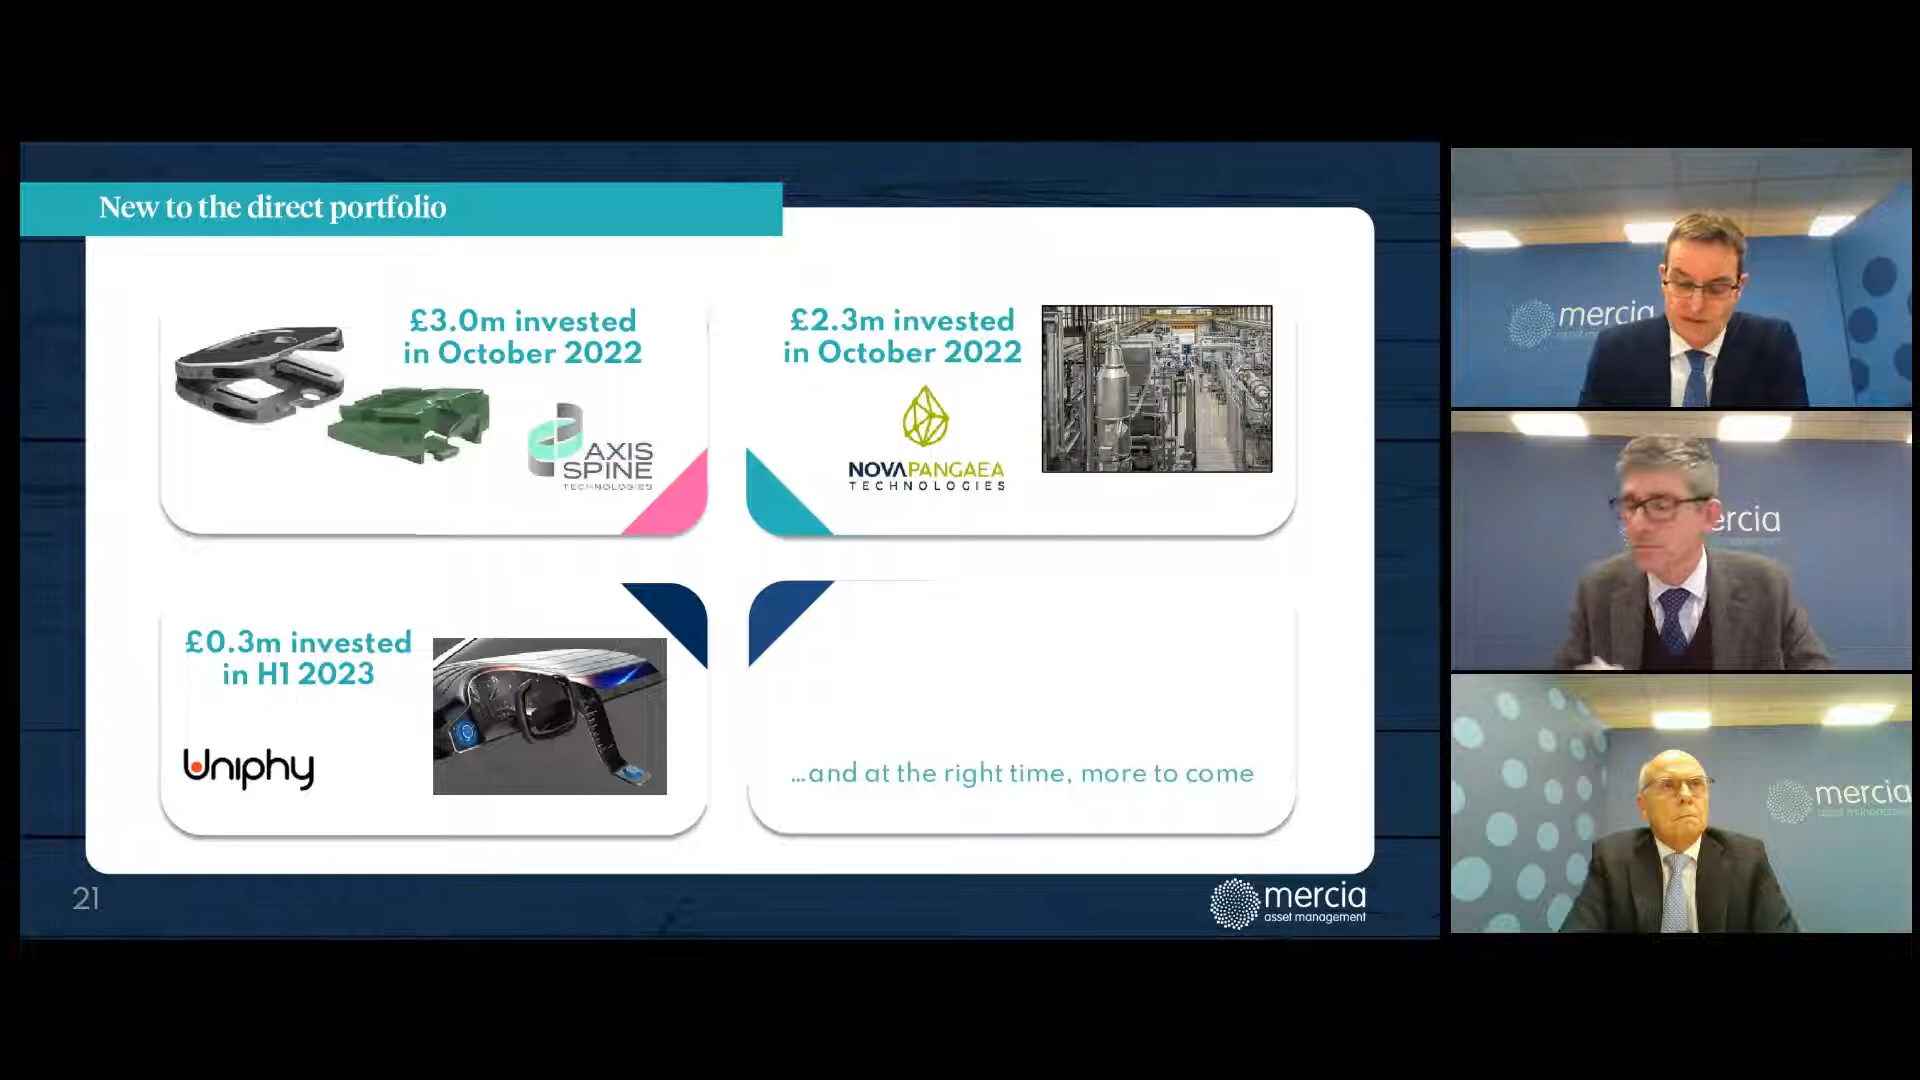 New to the direct portfolio
£3.0m invested
in October 2022
AXIS
SPINE
TECHNOLOGIES
£2.3m invested
in October 2022
NOVAPANGAEA
TECHNOLOGIES
£0.3m invested
in H1 2023
Uniphy
...and at the right time, more to come
21
mercia
asset management
mercia
ercia
mercia